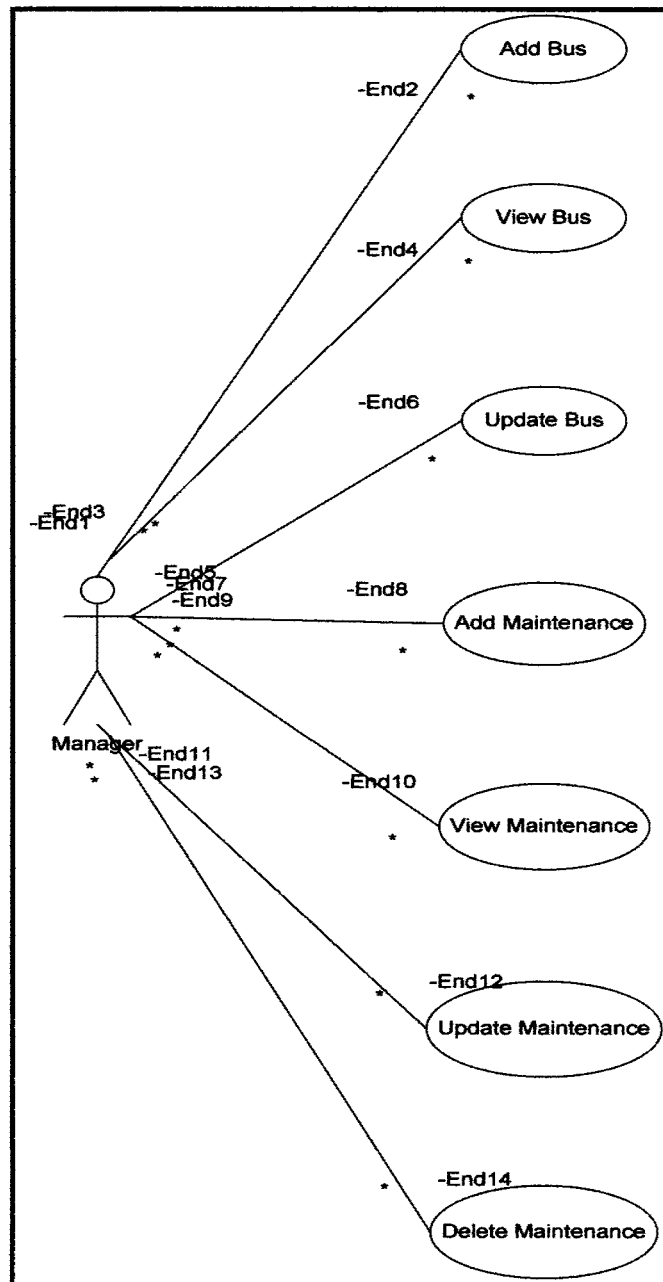 Add Bus
-End2
*
View Bus
-End4
*
-End6
Update Bus
*
-End3
-End1
*
*
-End5
-End7
-End9
-End8
Add Maintenance
*
*
*
*
Manager
-End11
-End13
*
*
-End10
View Maintenance
*
-End12
*
Update Maintenance
-End14
*
Delete Maintenance